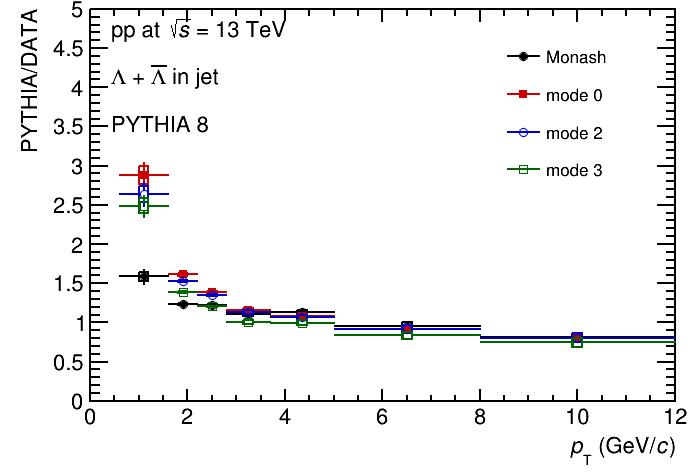 PYTHIA/DATA
5
4.5
4
3.5
3
2.5
2
1.5
1
0.5
0
pp at √s = 13 TeV
Λ + Λ̅ in jet
PYTHIA 8
Monash
mode 0
mode 2
mode 3
0 2 4 6 8 10 12
p_T (GeV/c)